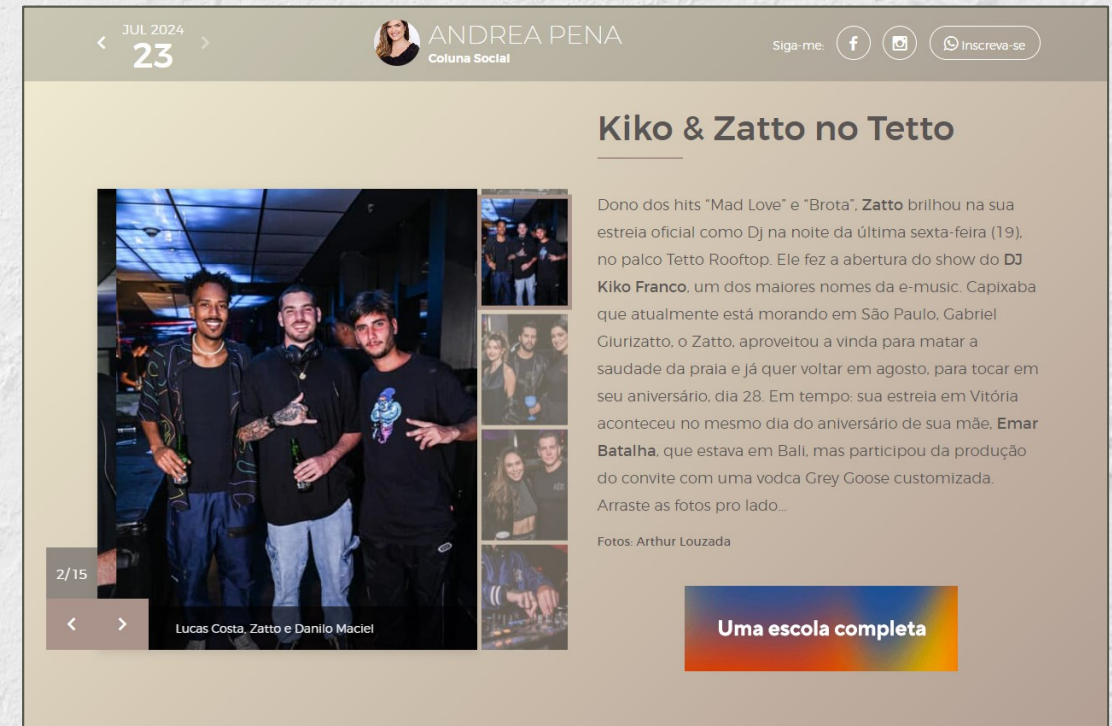 JUL 2024
23
ANDREA PENA
Coluna Social
Siga-me:
Inscreva-se
Kiko & Zatto no Tetto
Dono dos hits "Mad Love" e "Brota", Zatto brilhou na sua
estreia oficial como Dj na noite da última sexta-feira (19),
no palco Tetto Rooftop. Ele fez a abertura do show do DJ
Kiko Franco, um dos maiores nomes da e-music. Capixaba
que atualmente está morando em São Paulo, Gabriel
Giurizatto, o Zatto, aproveitou a vinda para matar a
saudade da praia e já quer voltar em agosto, para tocar em
seu aniversário, dia 28. Em tempo: sua estreia em Vitória
aconteceu no mesmo dia do aniversário de sua mãe, Emar
Batalha, que estava em Bali, mas participou da produção
do convite com uma vodca Grey Goose customizada.
Arraste as fotos pro lado...
Fotos: Arthur Louzada
2/15
Lucas Costa, Zatto e Danilo Maciel
Uma escola completa